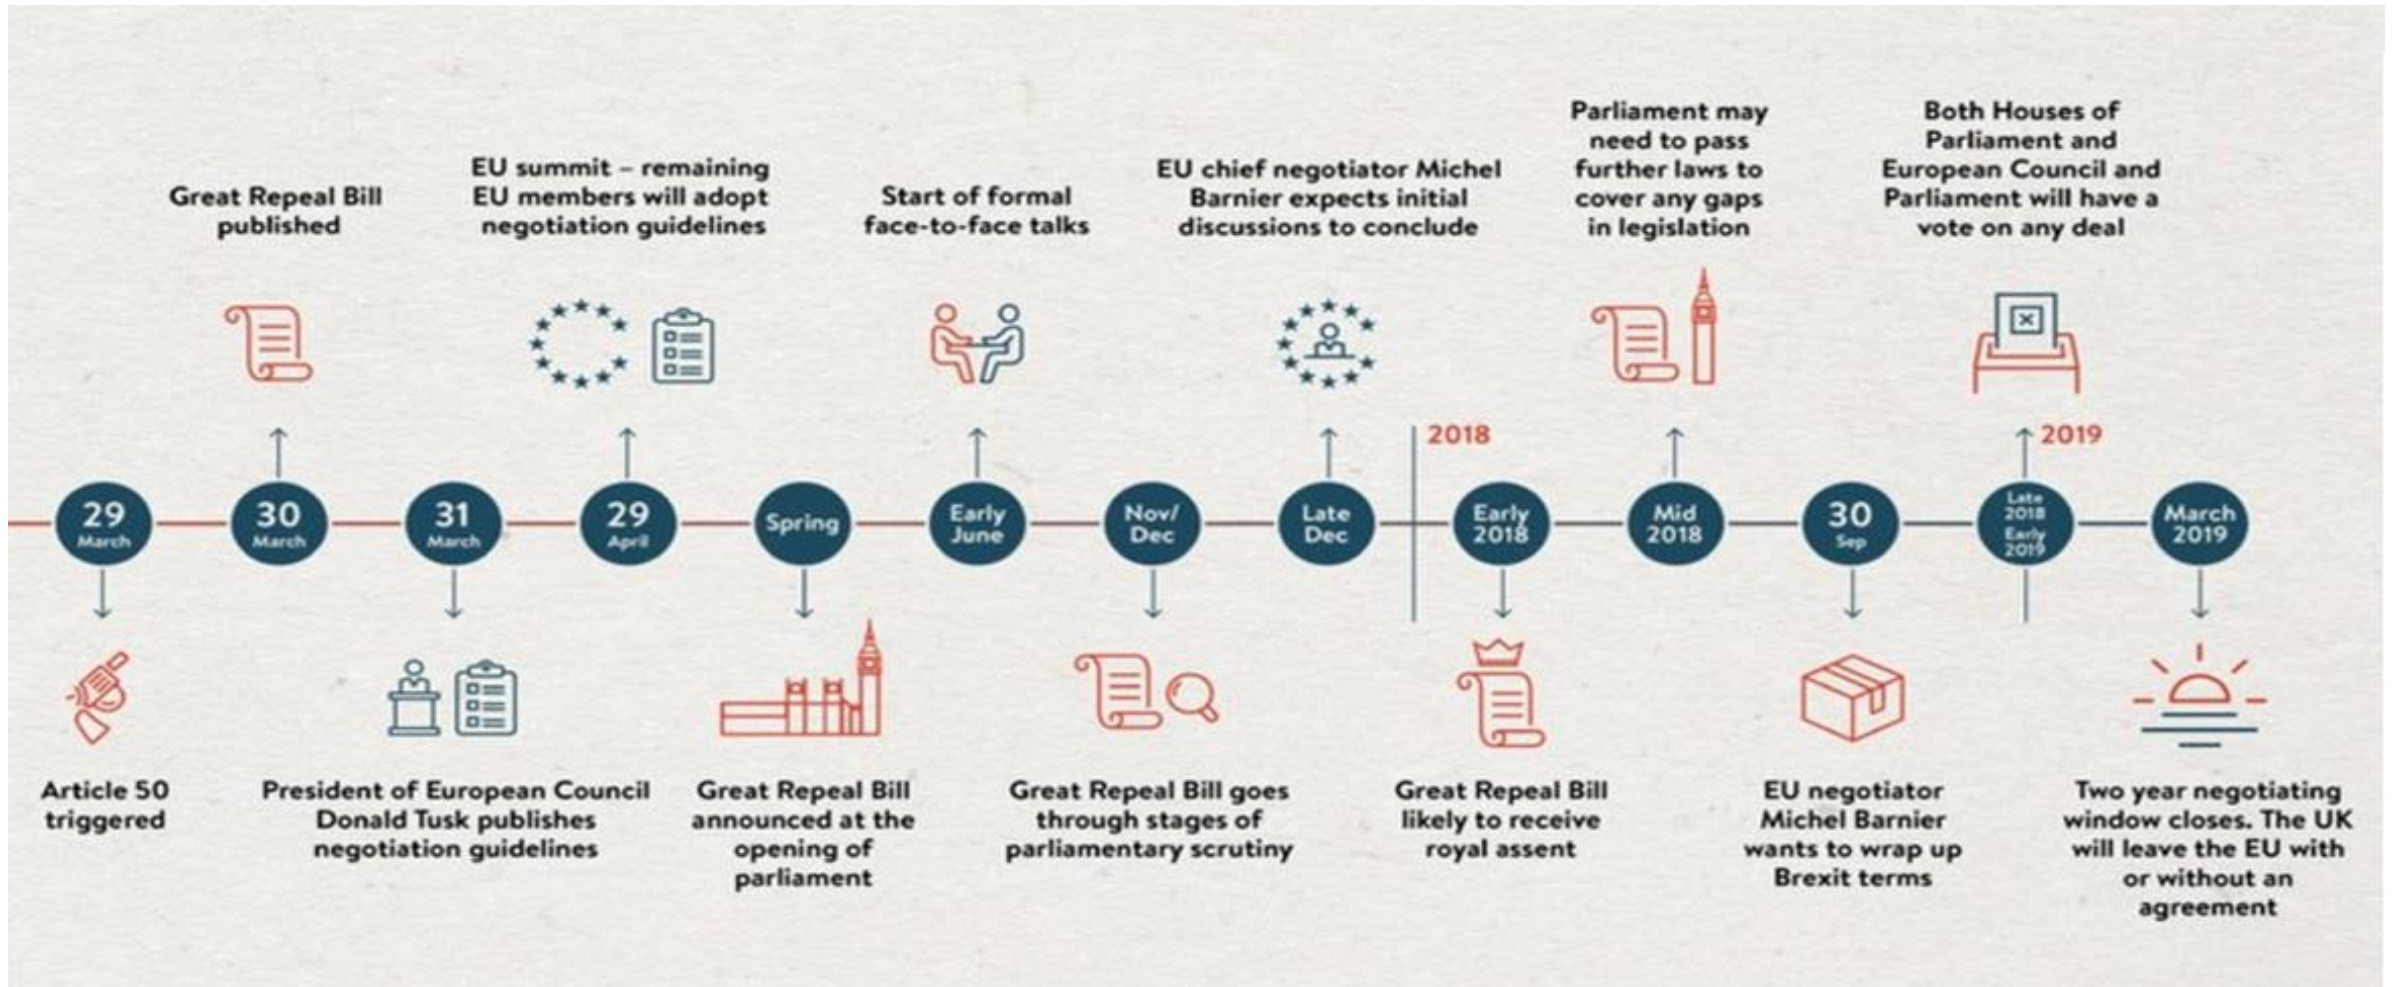 Great Repeal Bill
published
EU summit – remaining
EU members will adopt
negotiation guidelines
Start of formal
face-to-face talks
EU chief negotiator Michel
Barnier expects initial
discussions to conclude
Parliament may
need to pass
further laws to
cover any gaps
in legislation
Both Houses of
Parliament and
European Council and
Parliament will have a
vote on any deal
2018
2019
29
March
30
March
31
March
29
April
Spring
Early
June
Nov/
Dec
Late
Dec
Early
2018
Mid
2018
30
Sep
Late
2018
Early
2019
March
2019
Article 50
triggered
President of European Council
Donald Tusk publishes
negotiation guidelines
Great Repeal Bill
announced at the
opening of
parliament
Great Repeal Bill goes
through stages of
parliamentary scrutiny
Great Repeal Bill
likely to receive
royal assent
EU negotiator
Michel Barnier
wants to wrap up
Brexit terms
Two year negotiating
window closes. The UK
will leave the EU with
or without an
agreement